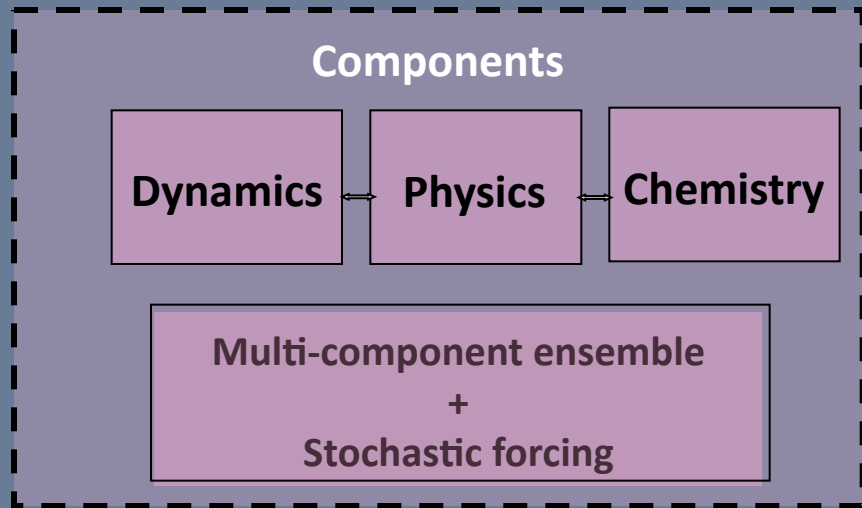 Components
Dynamics Physics Chemistry
Multi-component ensemble
+
Stochastic forcing